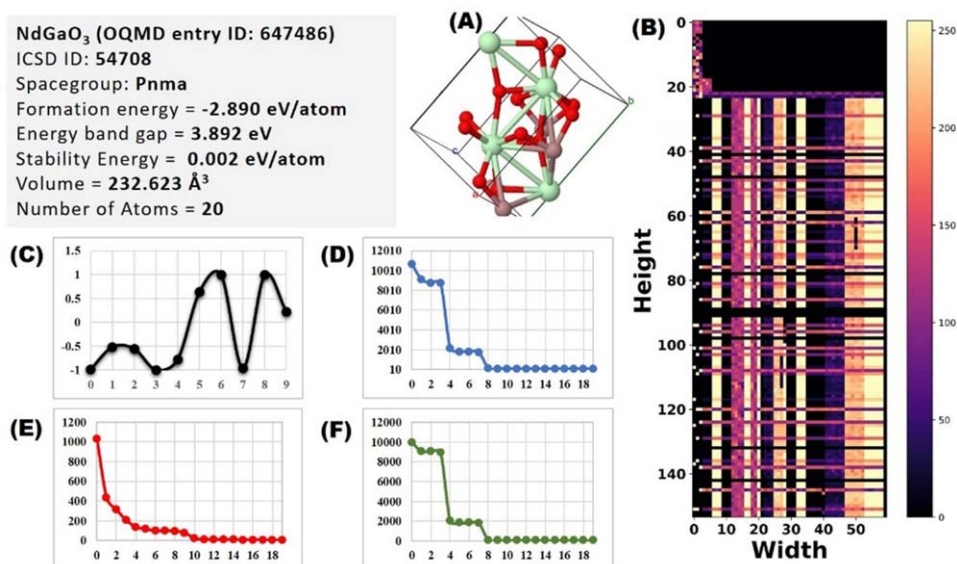 NdGaO₃ (OQMD entry ID: 647486)
ICSD ID: 54708
Spacegroup: Pnma
Formation energy = -2.890 eV/atom
Energy band gap = 3.892 eV
Stability Energy = 0.002 eV/atom
Volume = 232.623 Å³
Number of Atoms = 20
(A)
c
b
(B)
0
20
40
60
80
100
120
140
Height
0 10 20 30 40 50
Width
250
200
150
100
50
0
(C)
1.5
1
0.5
0
-0.5
-1
0 1 2 3 4 5 6 7 8 9
(D)
12010
10010
8010
6010
4010
2010
10
0 2 4 6 8 10 12 14 16 18
(E)
1200
1000
800
600
400
200
0
0 2 4 6 8 10 12 14 16 18
(F)
12000
10000
8000
6000
4000
2000
0
0 2 4 6 8 10 12 14 16 18